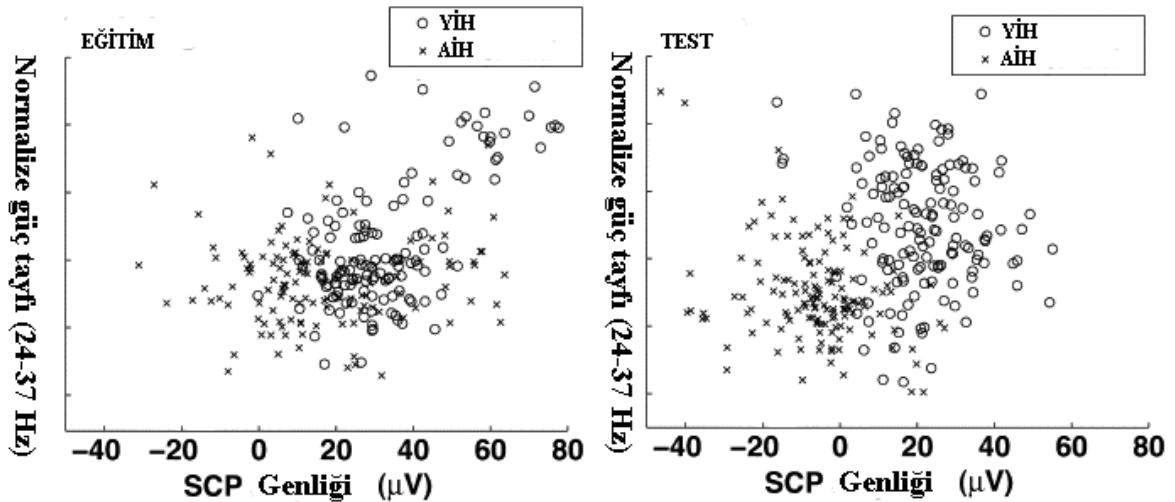 EĞİTİM
○ YİH
× AİH
Normalize güç tayfı (24-37 Hz)
−40 −20 0 20 40 60 80
SCP Genliği (μV)
TEST
○ YİH
× AİH
Normalize güç tayfı (24-37 Hz)
−40 −20 0 20 40 60 80
SCP Genliği (μV)